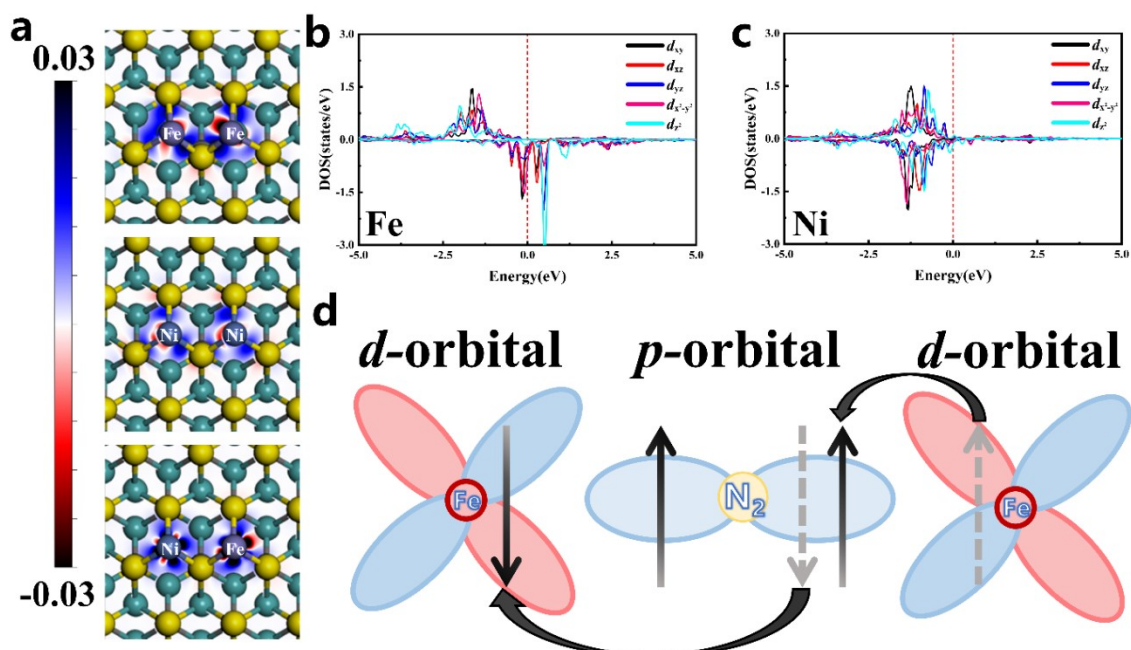 a
0.03
-0.03
Fe Fe
Ni Ni
Ni Fe
b
DOS(states/eV)
3.0
1.5
0.0
-1.5
-3.0
-5.0 -2.5 0.0 2.5 5.0
Energy(eV)
dxy
dxz
dyz
dx²-y²
dz²
Fe
c
DOS(states/eV)
3.0
1.5
0.0
-1.5
-3.0
-5.0 -2.5 0.0 2.5 5.0
Energy(eV)
dxy
dxz
dyz
dx²-y²
dz²
Ni
d
d-orbital p-orbital d-orbital
Fe N2 Fe